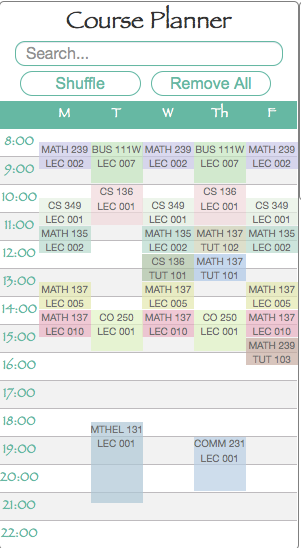 Course Planner
Search...
Shuffle Remove All
M T W Th F
8:00
MATH 239 BUS 111W MATH 239 BUS 111W MATH 239
LEC 002 LEC 007 LEC 002 LEC 007 LEC 002
9:00
CS 136 CS 136
10:00
CS 349 LEC 001 CS 349 LEC 001 CS 349
LEC 001 LEC 001 LEC 001
11:00
MATH 135 MATH 135 MATH 137 MATH 135
LEC 002 LEC 002 TUT 102 LEC 002
12:00
CS 136 MATH 137
TUT 101 TUT 101
13:00
MATH 137 MATH 137 MATH 137
LEC 005 LEC 005 LEC 005
14:00
MATH 137 CO 250 MATH 137 CO 250 MATH 137
LEC 010 LEC 001 LEC 010 LEC 001 LEC 010
15:00
MATH 239
TUT 103
16:00
17:00
18:00
MTHEL 131
19:00
LEC 001 COMM 231
LEC 001
20:00
21:00
22:00